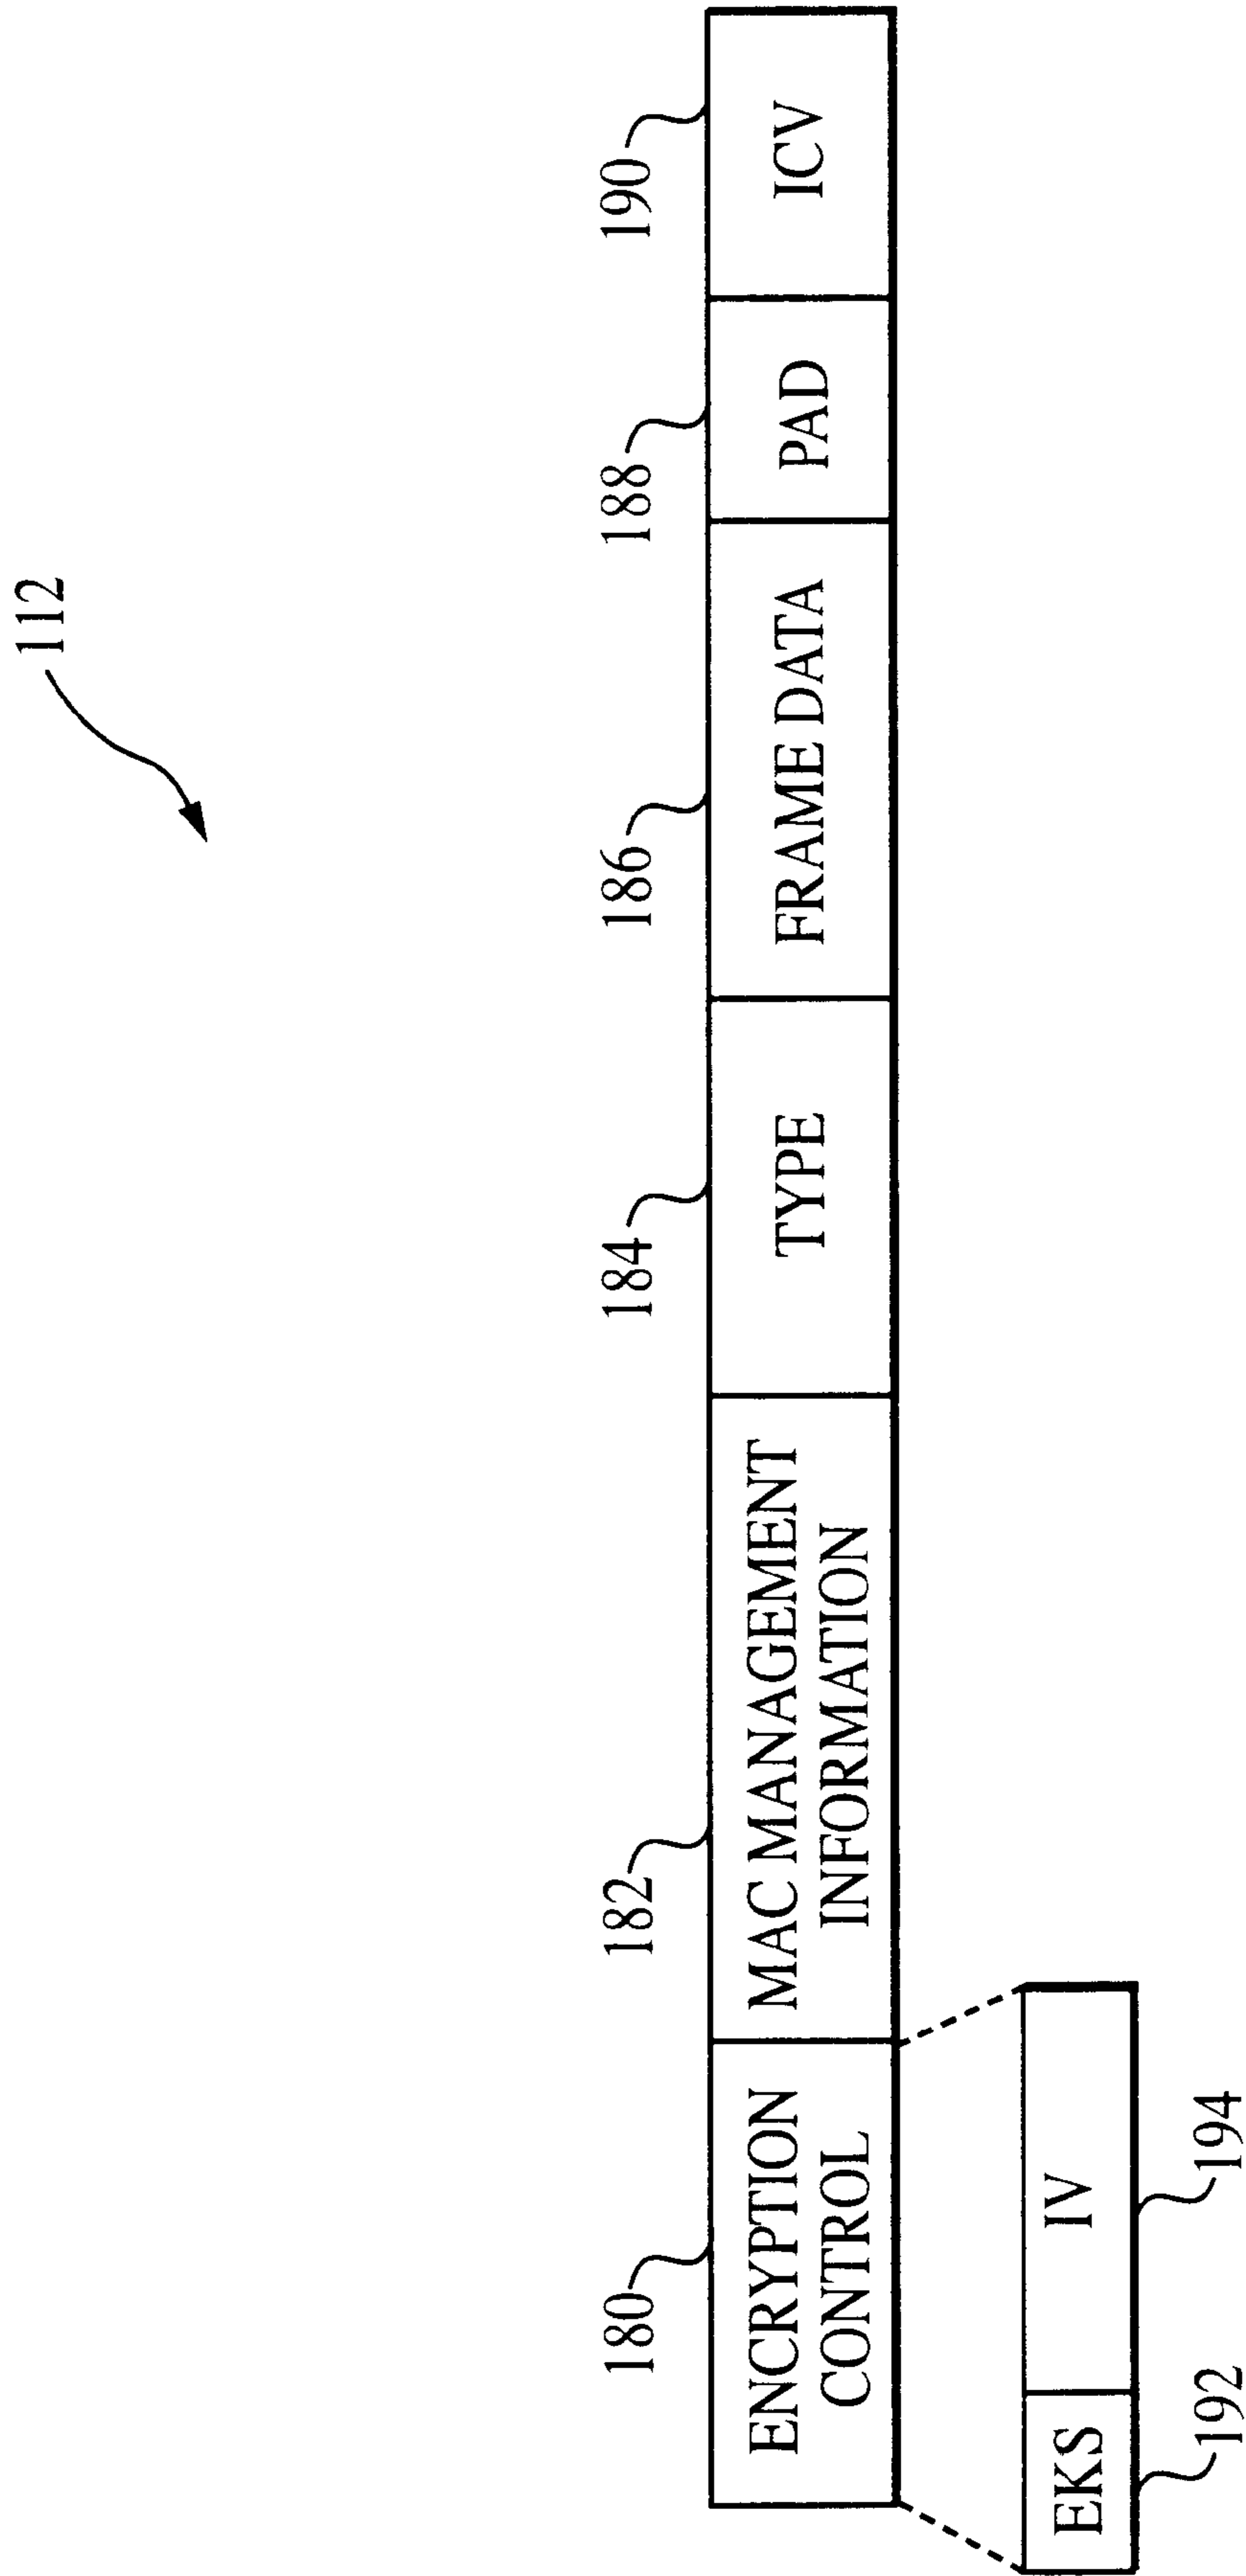 112
180
182
184
186
188
190
ENCRYPTION
CONTROL
MAC MANAGEMENT
INFORMATION
TYPE
FRAME DATA
PAD
ICV
EKS
IV
192
194